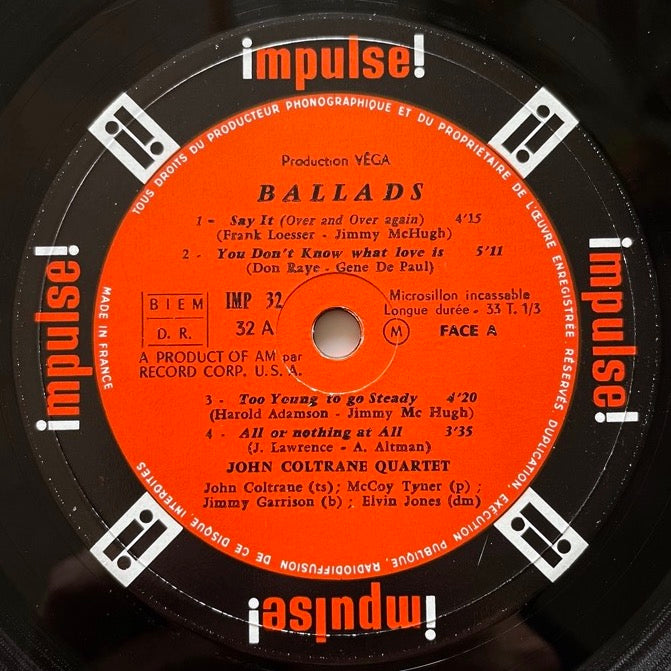 impulse!
TOUS DROITS DU PRODUCTEUR PHONOGRAPHIQUE ET DU PROPRIÉTAIRE DE L'ŒUVRE ENREGISTRÉE RÉSERVÉS DUPLICATION, EXÉCUTION PUBLIQUE, RADIODIFFUSION DE CE DISQUE INTERDITES
MADE IN FRANCE
Production VÉGA
BALLADS
1 - Say It (Over and Over again) 4'15
(Frank Loesser - Jimmy McHugh)
2 - You Don't Know what love is 5'11
(Don Raye - Gene De Paul)
BIEM
D. R.
IMP 32
32 A
Microsillon incassable
Longue durée - 33 T. 1/3
M FACE A
A PRODUCT OF AM par
RECORD CORP. U.S.A.
3 - Too Young to go Steady 4'20
(Harold Adamson - Jimmy Mc Hugh)
4 - All or nothing at All 3'35
(J. Lawrence - A. Altman)
JOHN COLTRANE QUARTET
John Coltrane (ts) ; McCoy Tyner (p) ;
Jimmy Garrison (b) ; Elvin Jones (dm)
impulse!
impulse!
impulse!